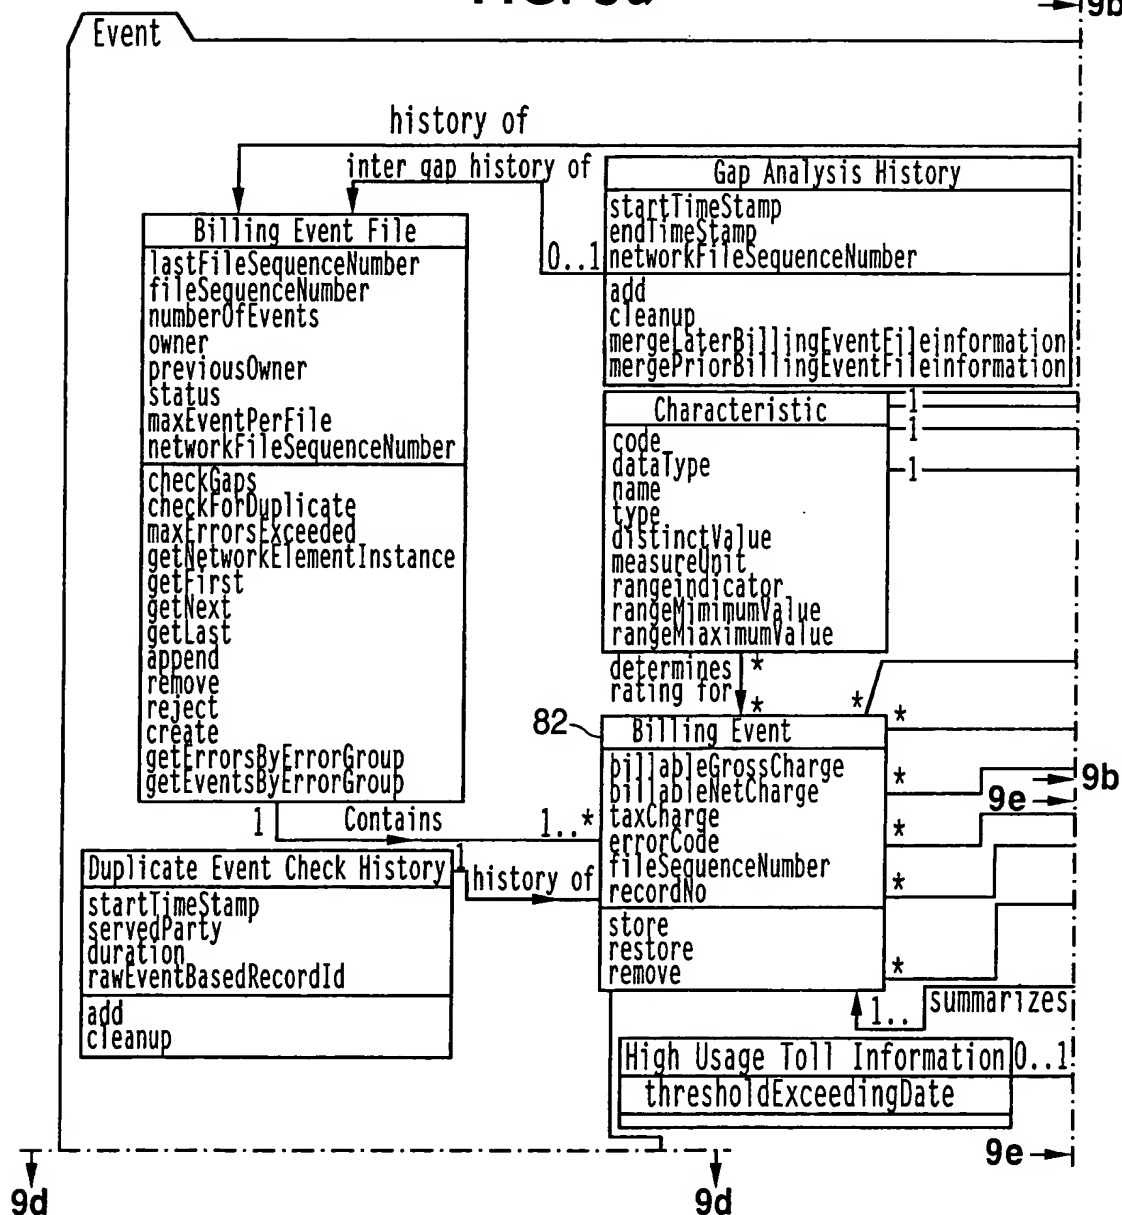 9b
Event
history of
inter gap history of
Gap Analysis History
startTimeStamp
endTimeStamp
networkFileSequenceNumber
0..1
add
cleanup
mergeLaterBillingEventFileinformation
mergePriorBillingEventFileinformation
Billing Event File
lastFileSequenceNumber
fileSequenceNumber
numberOfEvents
owner
previousOwner
status
maxEventPerFile
networkFileSequenceNumber
checkGaps
checkForDuplicate
maxErrorsExceeded
getNetworkElementInstance
getFirst
getNext
getLast
append
remove
reject
create
getErrorsByErrorGroup
getEventsByErrorGroup
Characteristic
1
1
1
code
dataType
name
type
distinctValue
measureUnit
rangeindicator
rangeMimimumValue
rangeMiaximumValue
determines *
rating for *
*
*
82
Billing Event
billableGrossCharge
billableNetCharge
taxCharge
errorCode
fileSequenceNumber
recordNo
store
restore
remove
*
*
*
*
9b
9e
1 Contains 1..*
Duplicate Event Check History
1
history of
startTimeStamp
servedParty
duration
rawEventBasedRecordId
add
cleanup
1.. summarizes
High Usage Toll Information
0..1
thresholdExceedingDate
9e
9d
9d